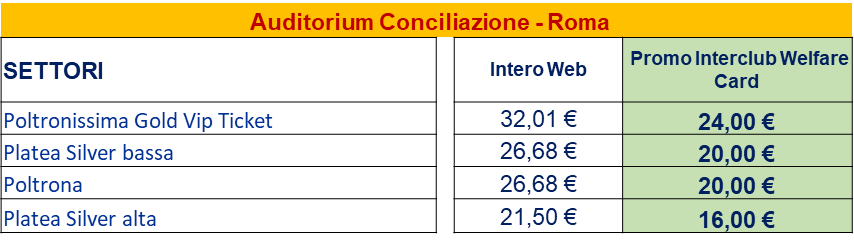 Auditorium Conciliazione - Roma
SETTORI Intero Web Promo Interclub Welfare
Card
Poltronissima Gold Vip Ticket 32,01 € 24,00 €
Platea Silver bassa 26,68 € 20,00 €
Poltrona 26,68 € 20,00 €
Platea Silver alta 21,50 € 16,00 €